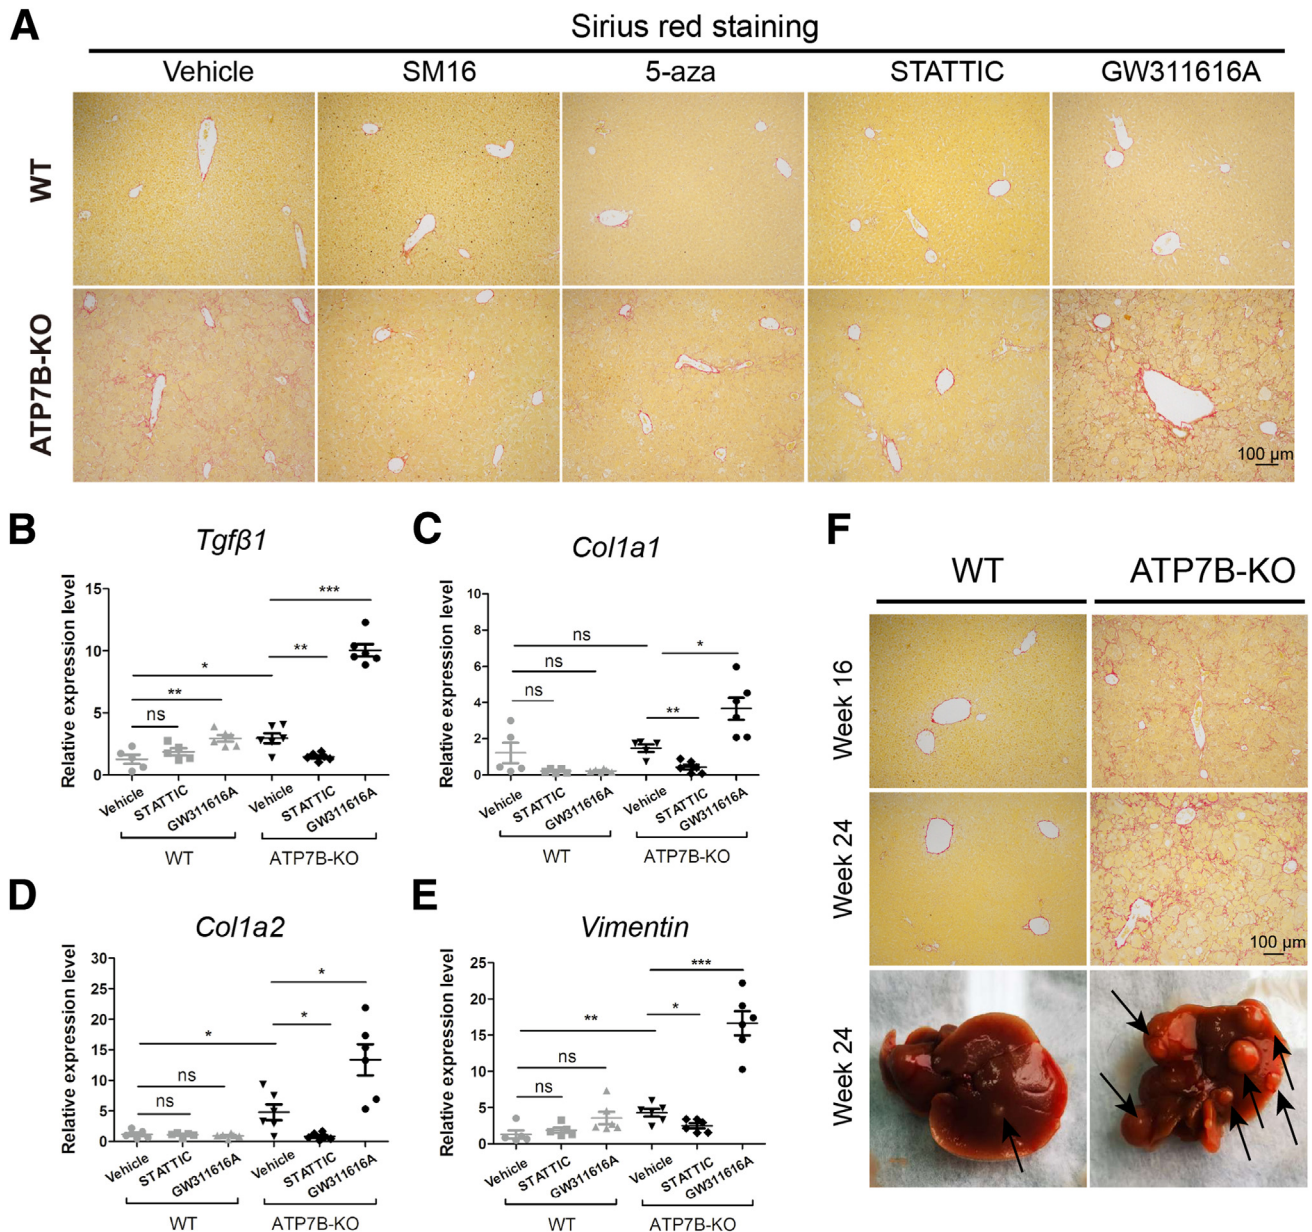 A
Sirius red staining
Vehicle SM16 5-aza STATTIC GW311616A
WT
ATP7B-KO
100 µm
B
Tgfβ1
Relative expression level
15
10
5
0
***
**
*
**
ns
Vehicle STATTIC GW311616A Vehicle STATTIC GW311616A
WT ATP7B-KO
C
Col1a1
Relative expression level
10
8
6
4
2
0
ns
*
ns
ns
**
Vehicle STATTIC GW311616A Vehicle STATTIC GW311616A
WT ATP7B-KO
D
Col1a2
Relative expression level
30
25
20
15
10
5
0
*
*
*
ns
ns
Vehicle STATTIC GW311616A Vehicle STATTIC GW311616A
WT ATP7B-KO
E
Vimentin
Relative expression level
25
20
15
10
5
0
***
*
**
ns
ns
Vehicle STATTIC GW311616A Vehicle STATTIC GW311616A
WT ATP7B-KO
F
WT ATP7B-KO
Week 16
Week 24
100 µm
Week 24